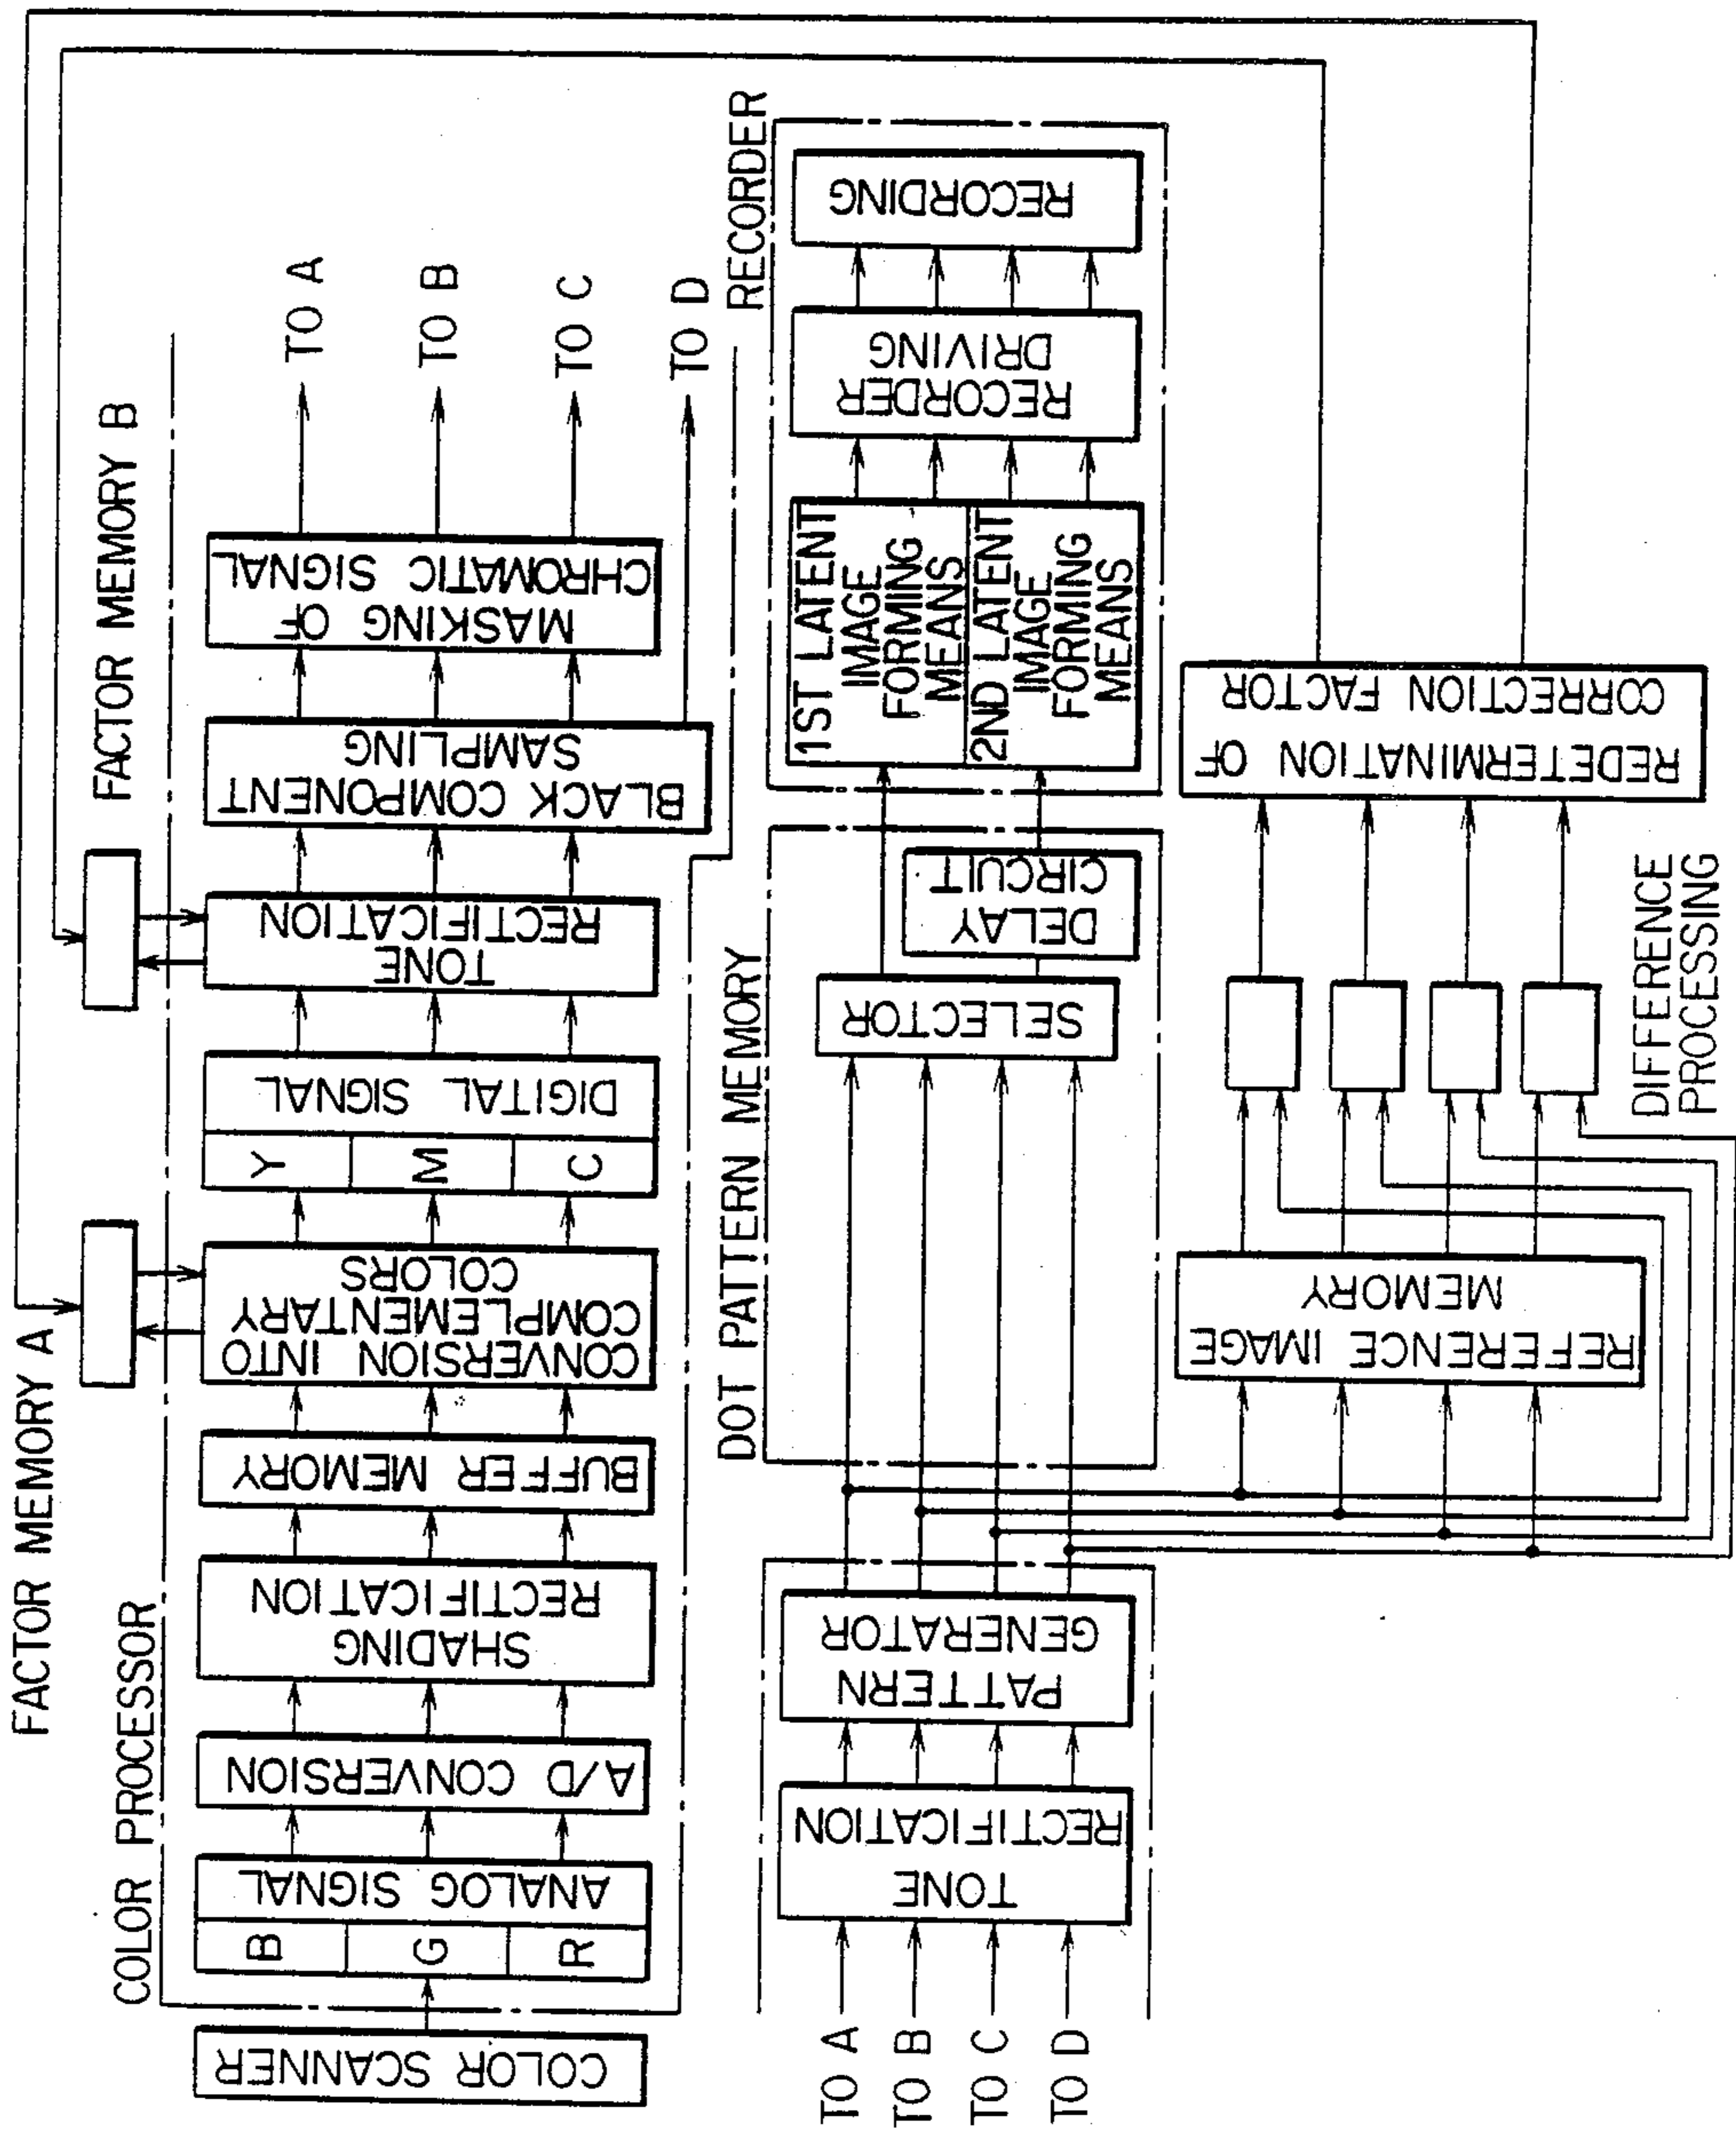 FACTOR MEMORY A
FACTOR MEMORY B
COLOR PROCESSOR
COLOR SCANNER
B
G
R
ANALOG SIGNAL
A/D CONVERSION
SHADING
RECTIFICATION
BUFFER MEMORY
CONVERSION INTO
COMPLEMENTARY
COLORS
Y
M
C
DIGITAL SIGNAL
TONE
RECTIFICATION
BLACK COMPONENT
SAMPLING
MASKING OF
CHROMATIC SIGNAL
TO A
TO B
TO C
TO D
TO A
TO B
TO C
TO D
TONE
RECTIFICATION
PATTERN
GENERATOR
DOT PATTERN MEMORY
SELECTOR
DELAY
CIRCUIT
RECORDER
1ST LATENT
IMAGE
FORMING
MEANS
2ND LATENT
IMAGE
FORMING
MEANS
RECORDER
DRIVING
RECORDING
REFERENCE IMAGE
MEMORY
DIFFERENCE
PROCESSING
REDETERMINATION OF
CORRECTION FACTOR